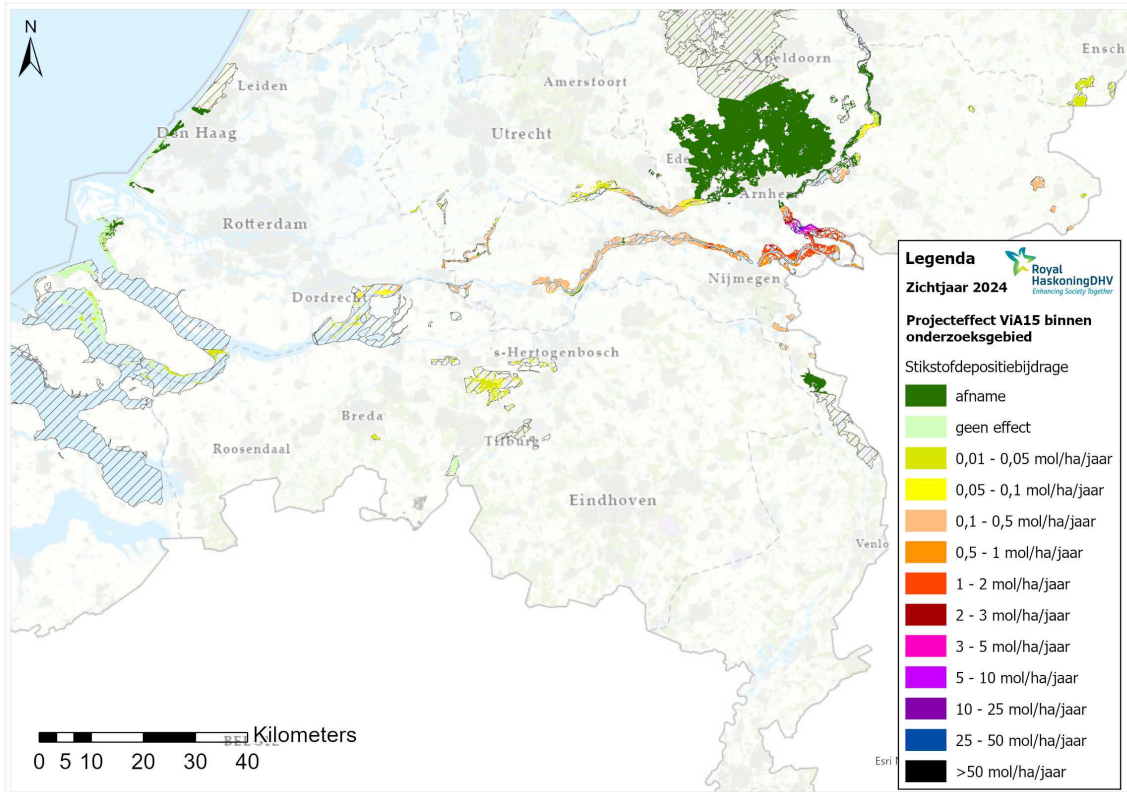 N
Leiden
Den Haag
Amersfoort
Apeldoorn
Utrecht
Ede
Rotterdam
Dordrecht
Nijmegen
's-Hertogenbosch
Breda
Tilburg
Roosendaal
Eindhoven
Venlo
Kilometers
0 5 10 20 30 40
Esri
Legenda
Royal
HaskoningDHV
Enhancing Society Together
Zichtjaar 2024
Projecteffect ViA15 binnen
onderzoeksgebied
Stikstofdepositiebijdrage
afname
geen effect
0,01 - 0,05 mol/ha/jaar
0,05 - 0,1 mol/ha/jaar
0,1 - 0,5 mol/ha/jaar
0,5 - 1 mol/ha/jaar
1 - 2 mol/ha/jaar
2 - 3 mol/ha/jaar
3 - 5 mol/ha/jaar
5 - 10 mol/ha/jaar
10 - 25 mol/ha/jaar
25 - 50 mol/ha/jaar
>50 mol/ha/jaar